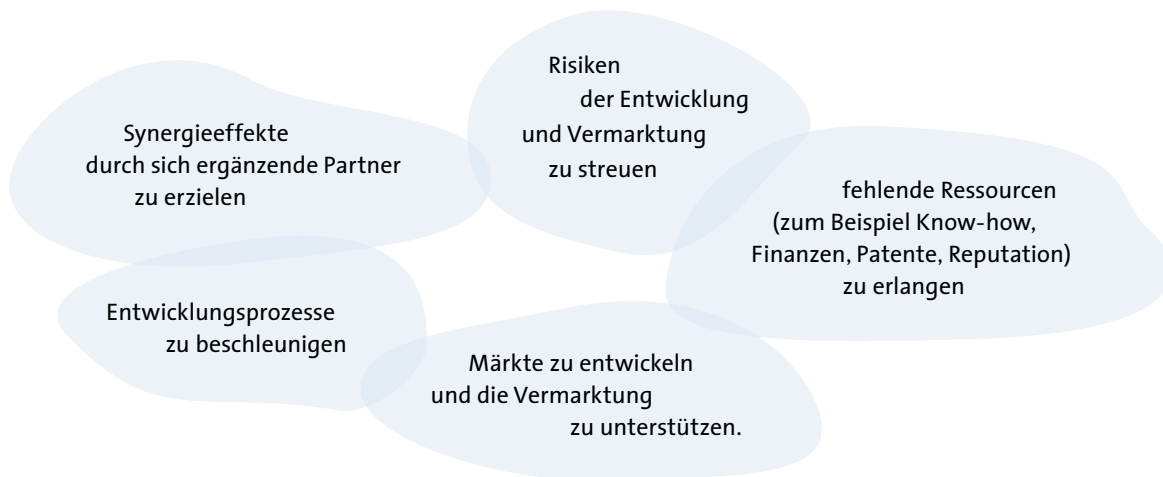 Synergieeffekte
durch sich ergänzende Partner
zu erzielen
Risiken
der Entwicklung
und Vermarktung
zu streuen
fehlende Ressourcen
(zum Beispiel Know-how,
Finanzen, Patente, Reputation)
zu erlangen
Entwicklungsprozesse
zu beschleunigen
Märkte zu entwickeln
und die Vermarktung
zu unterstützen.